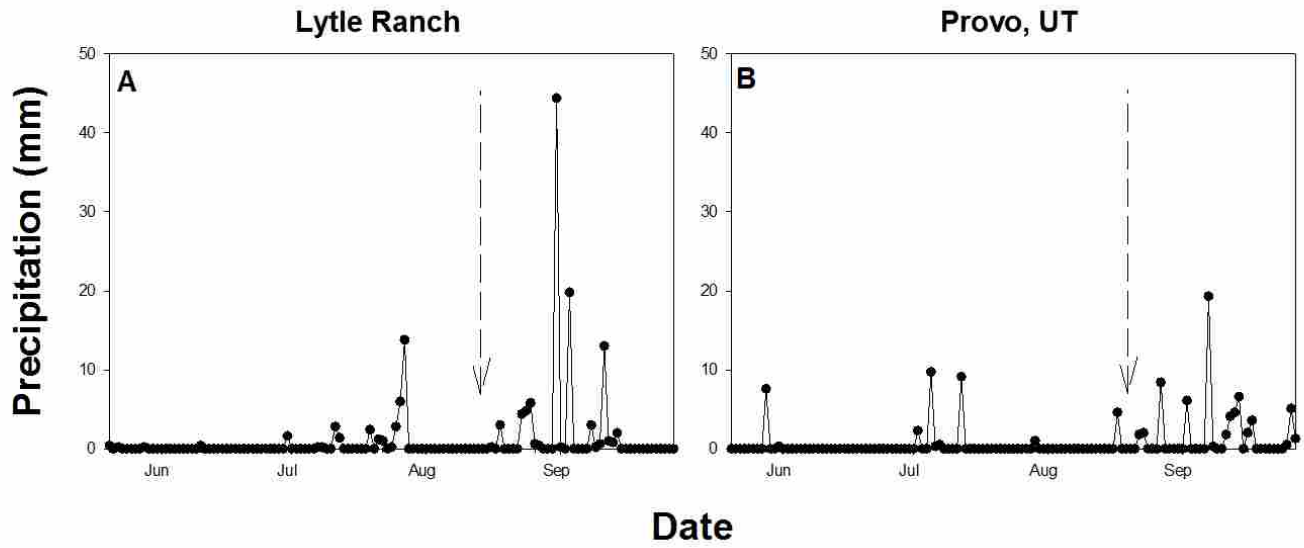 Lytle Ranch
Provo, UT
Precipitation (mm)
50
40
30
20
10
0
A
Jun
Jul
Aug
Sep
50
40
30
20
10
0
B
Jun
Jul
Aug
Sep
Date